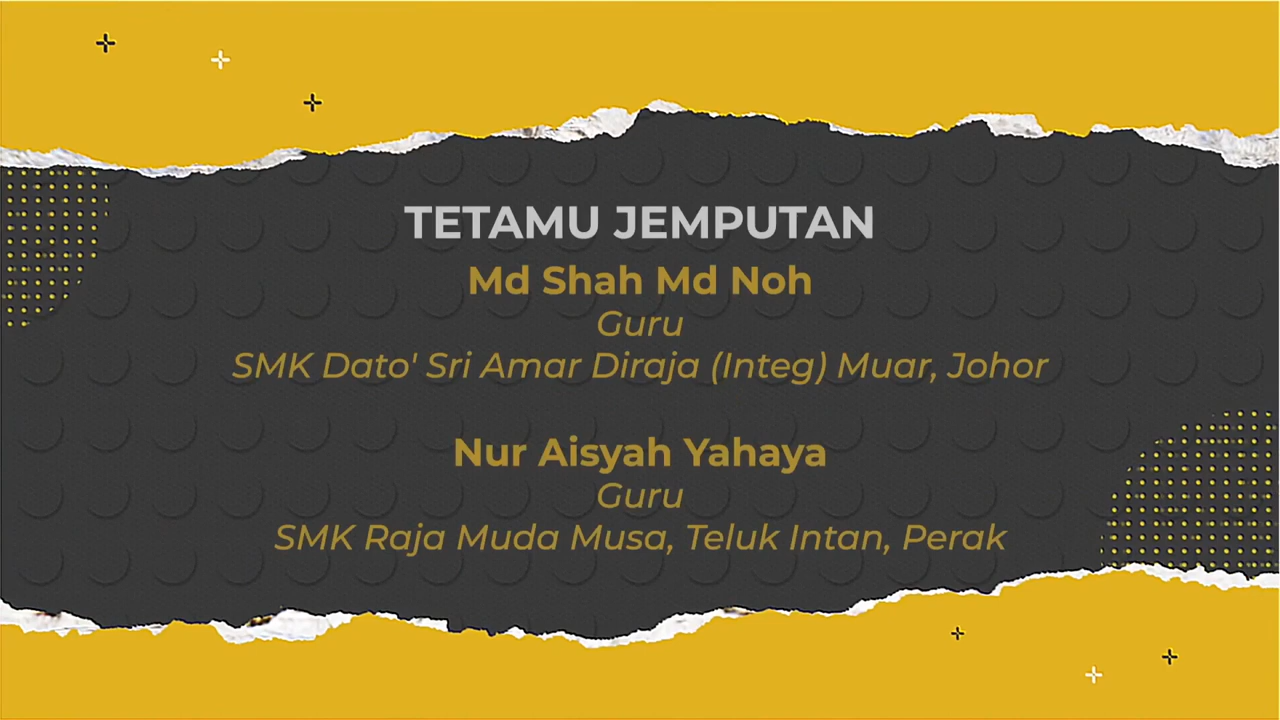 TETAMU JEMPUTAN
Md Shah Md Noh
Guru
SMK Dato' Sri Amar Diraja (Integ) Muar, Johor
Nur Aisyah Yahaya
Guru
SMK Raja Muda Musa, Teluk Intan, Perak